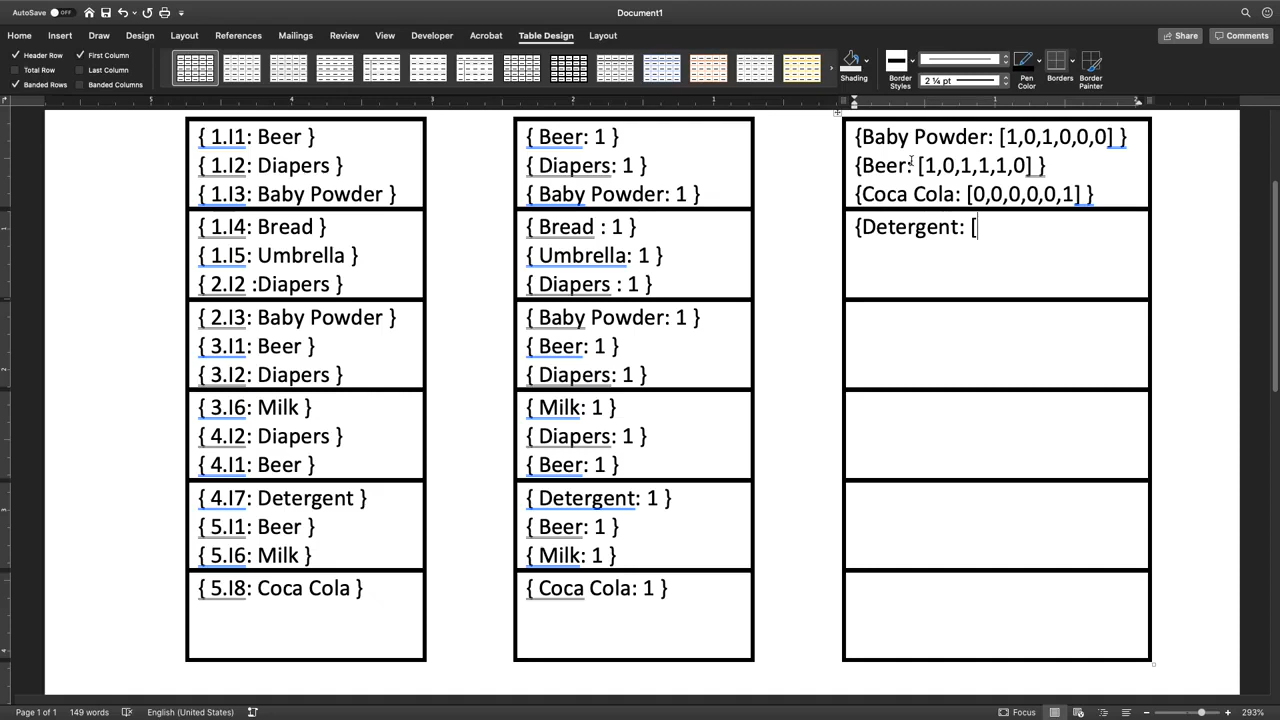 AutoSave OFF
Document1
Home Insert Draw Design Layout References Mailings Review View Developer Acrobat Table Design Layout
Share Comments
Header Row First Column
Total Row Last Column
Banded Rows Banded Columns
Shading
Border Styles
2 ¼ pt
Pen Color
Borders
Border Painter
5 4 3 2 1 1 2
{ 1.I1: Beer }
{ 1.I2: Diapers }
{ 1.I3: Baby Powder }
{ 1.I4: Bread }
{ 1.I5: Umbrella }
{ 2.I2 :Diapers }
{ 2.I3: Baby Powder }
{ 3.I1: Beer }
{ 3.I2: Diapers }
{ 3.I6: Milk }
{ 4.I2: Diapers }
{ 4.I1: Beer }
{ 4.I7: Detergent }
{ 5.I1: Beer }
{ 5.I6: Milk }
{ 5.I8: Coca Cola }
{ Beer: 1 }
{ Diapers: 1 }
{ Baby Powder: 1 }
{ Bread : 1 }
{ Umbrella: 1 }
{ Diapers : 1 }
{ Baby Powder: 1 }
{ Beer: 1 }
{ Diapers: 1 }
{ Milk: 1 }
{ Diapers: 1 }
{ Beer: 1 }
{ Detergent: 1 }
{ Beer: 1 }
{ Milk: 1 }
{ Coca Cola: 1 }
{Baby Powder: [1,0,1,0,0,0] }
{Beer: [1,0,1,1,1,0] }
{Coca Cola: [0,0,0,0,0,1] }
{Detergent: [
Page 1 of 1 149 words English (United States) Focus 293%